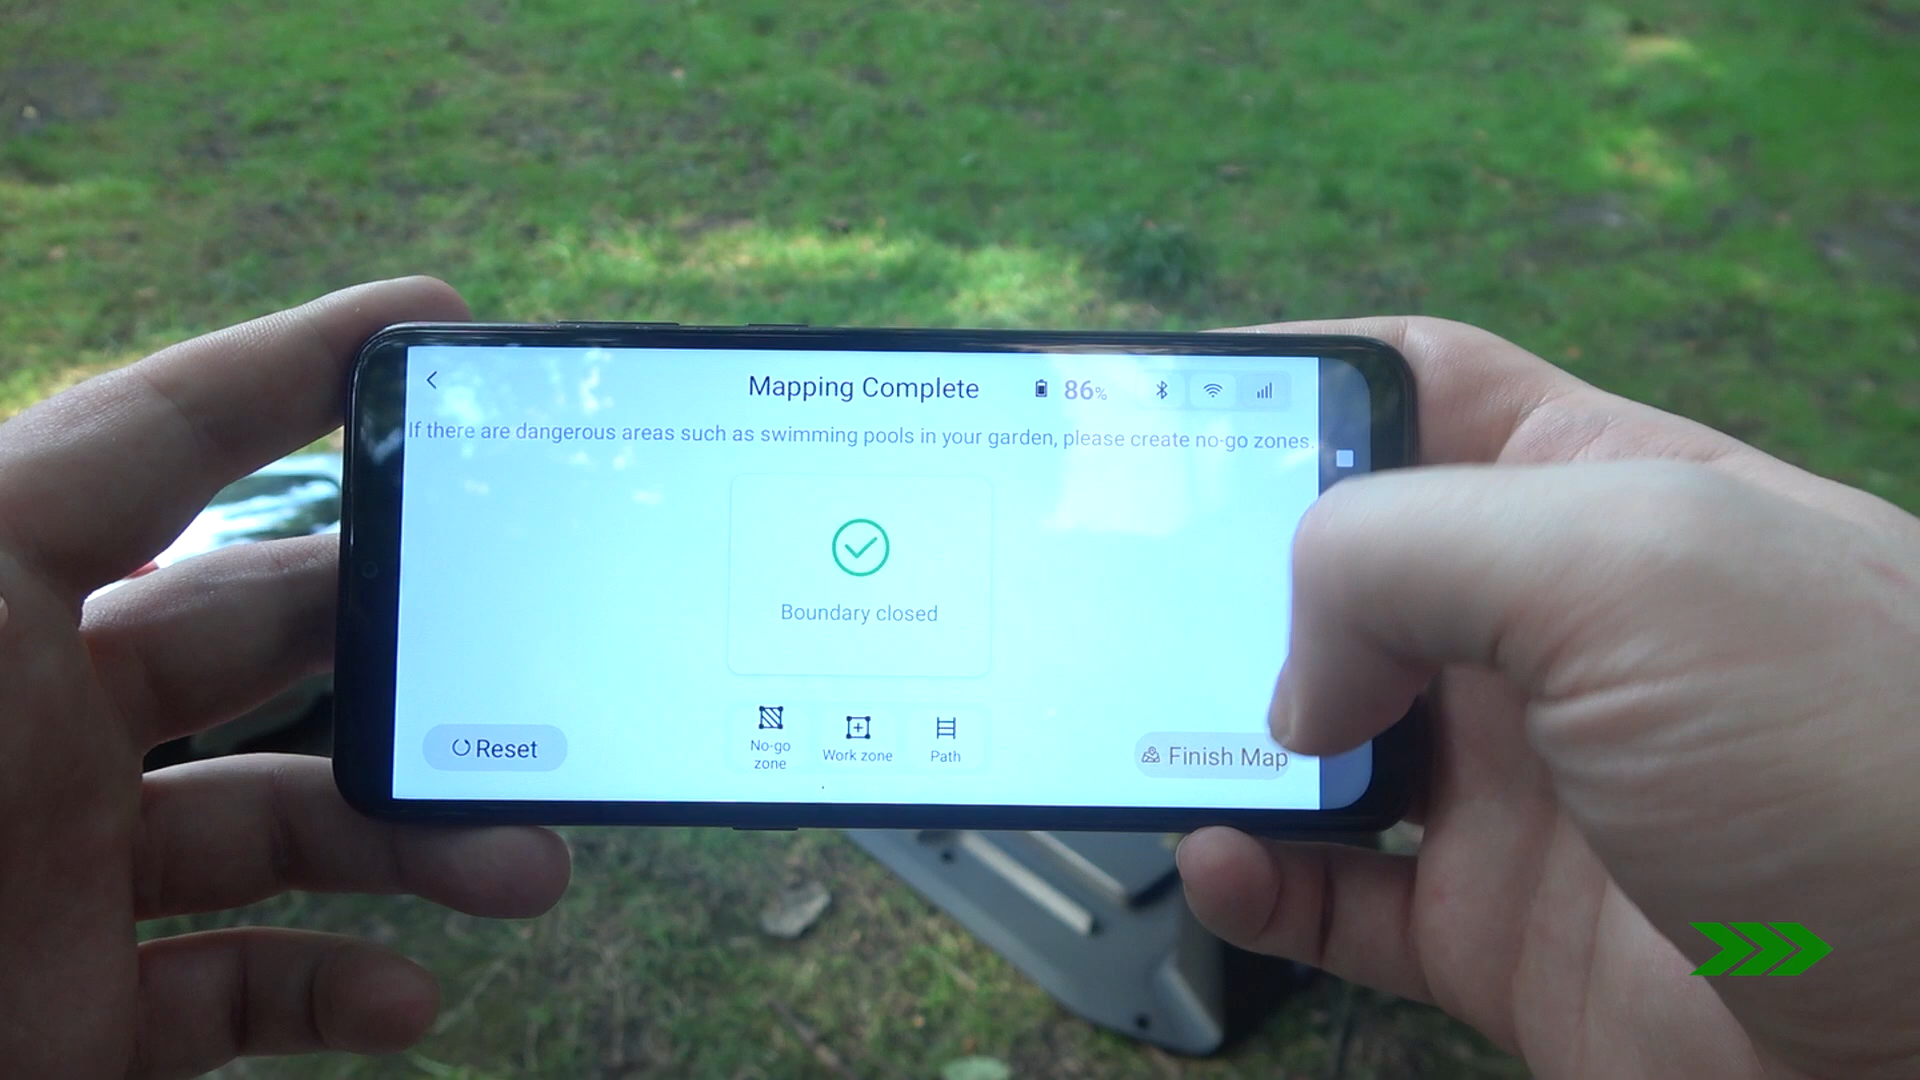 Mapping Complete
86%
If there are dangerous areas such as swimming pools in your garden, please create no-go zones.
Boundary closed
Reset
No-go
zone
Work zone
Path
Finish Map